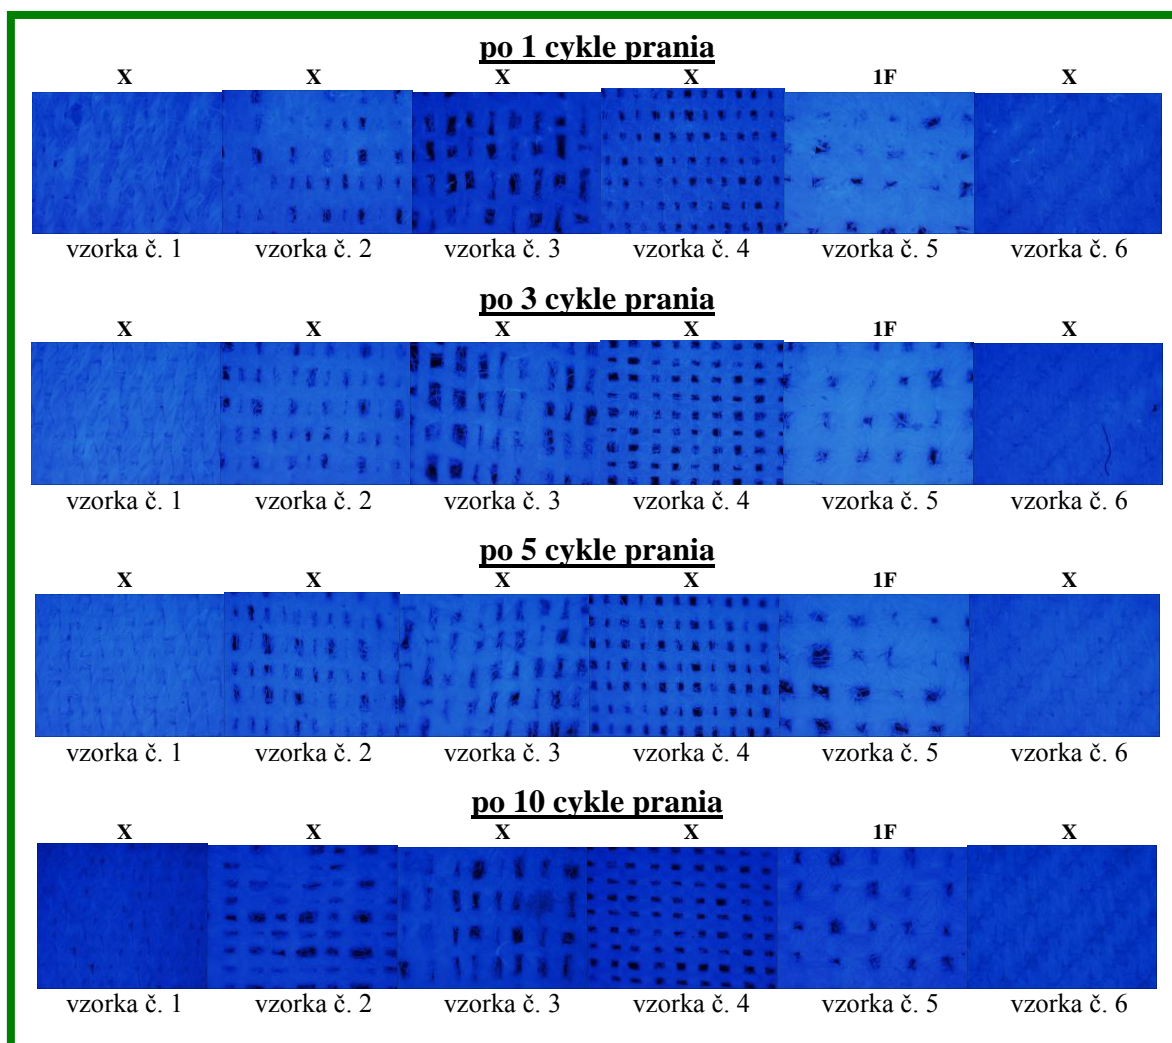 po 1 cykle prania
X X X X 1F X
vzorka č. 1 vzorka č. 2 vzorka č. 3 vzorka č. 4 vzorka č. 5 vzorka č. 6
po 3 cykle prania
X X X X 1F X
vzorka č. 1 vzorka č. 2 vzorka č. 3 vzorka č. 4 vzorka č. 5 vzorka č. 6
po 5 cykle prania
X X X X 1F X
vzorka č. 1 vzorka č. 2 vzorka č. 3 vzorka č. 4 vzorka č. 5 vzorka č. 6
po 10 cykle prania
X X X X 1F X
vzorka č. 1 vzorka č. 2 vzorka č. 3 vzorka č. 4 vzorka č. 5 vzorka č. 6